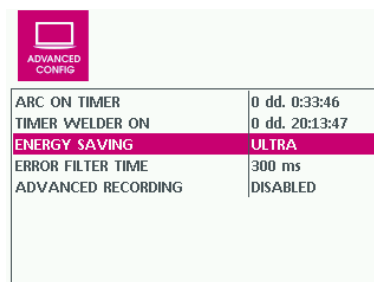 ADVANCED
CONFIG
ARC ON TIMER 0 dd. 0:33:46
TIMER WELDER ON 0 dd. 20:13:47
ENERGY SAVING ULTRA
ERROR FILTER TIME 300 ms
ADVANCED RECORDING DISABLED